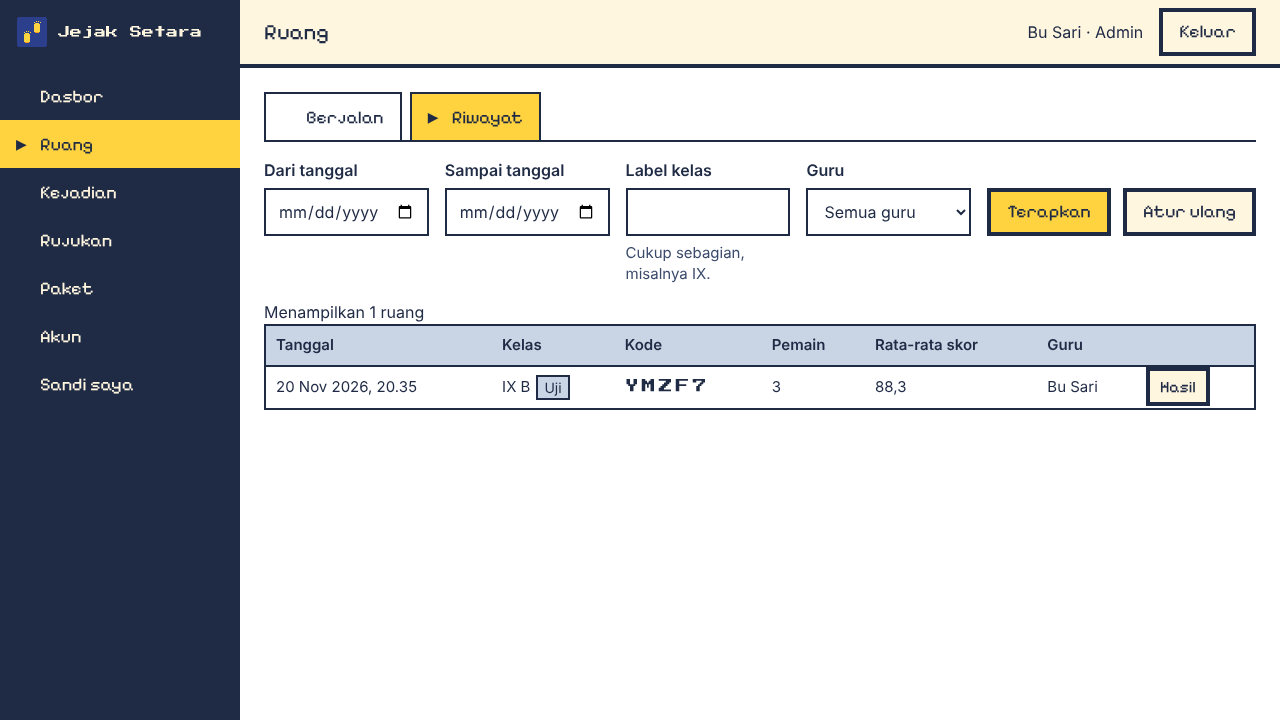 Jejak Setara
Dasbor
Ruang
Kejadian
Rujukan
Paket
Akun
Sandi saya
Ruang
Bu Sari · Admin
Keluar
Berjalan
Riwayat
Dari tanggal
Sampai tanggal
Label kelas
Guru
mm/dd/yyyy
mm/dd/yyyy
Semua guru
Terapkan
Atur ulang
Cukup sebagian,
misalnya IX.
Menampilkan 1 ruang
Tanggal Kelas Kode Pemain Rata-rata skor Guru
20 Nov 2026, 20.35 IX B Uji YMZF7 3 88,3 Bu Sari Hasil